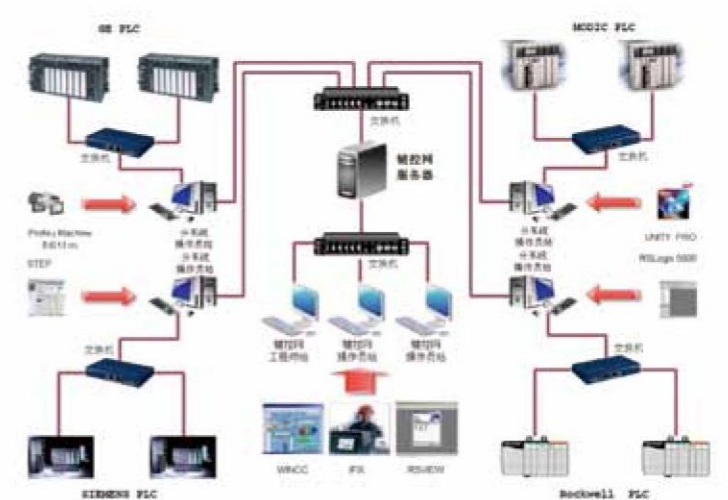 GE PLC
MODIC PLC
交换机
交换机
交换机
辅控网
服务器
分系统
操作员站
分系统
操作员站
Proficy Machine
UNITY PRO
分系统
操作员站
分系统
操作员站
STEP
RSLogix 5000
交换机
交换机
交换机
辅控网
工程师站
辅控网
操作员站
辅控网
操作员站
WINCC
IFIX
RSVIEW
SIEMENS PLC
Rockwell PLC